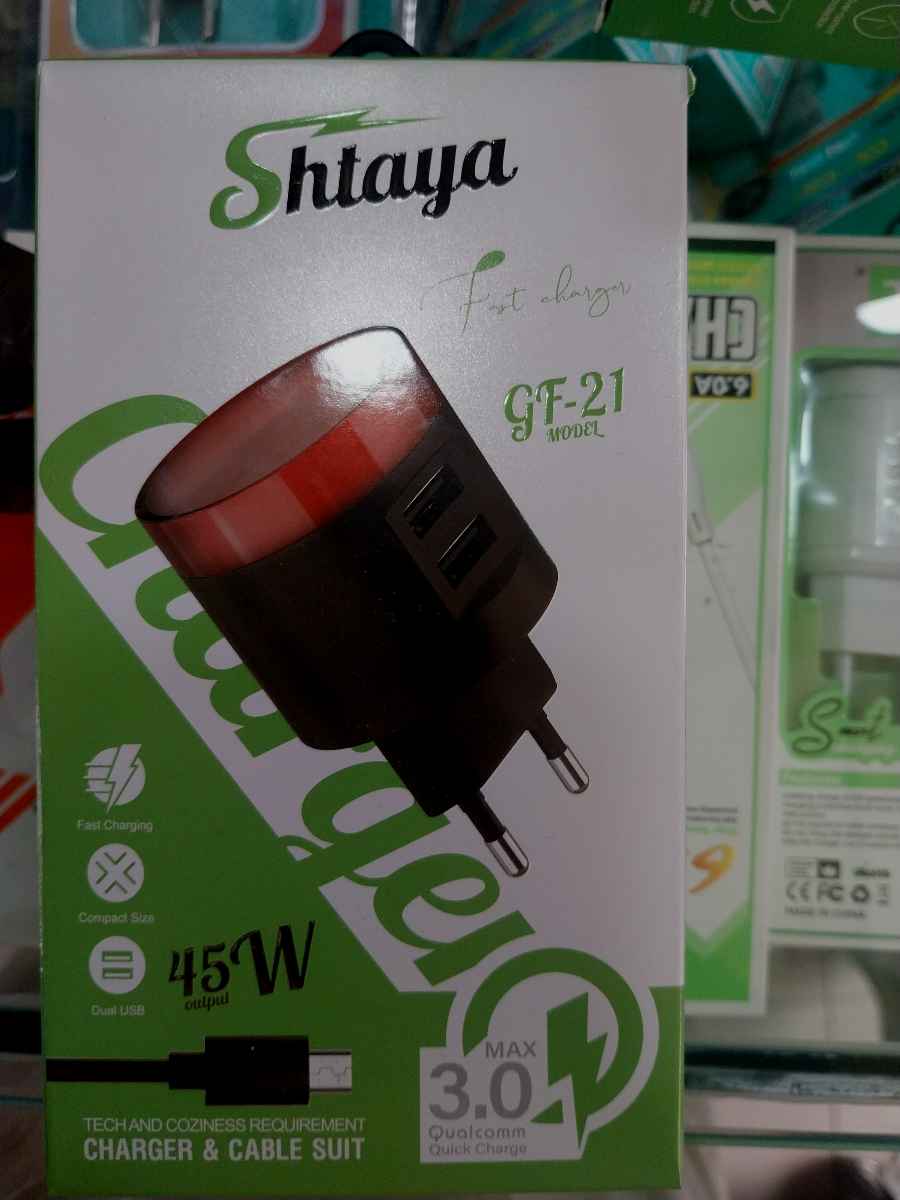 Shtaya
Fast charger
GF-21
MODEL
Charger
Fast Charging
Compact Size
Dual USB
45W
output
MAX
3.0
Qualcomm
Quick Charge
TECH AND COZINESS REQUIREMENT
CHARGER & CABLE SUIT
6.0A
Smart
MADE IN CHINA